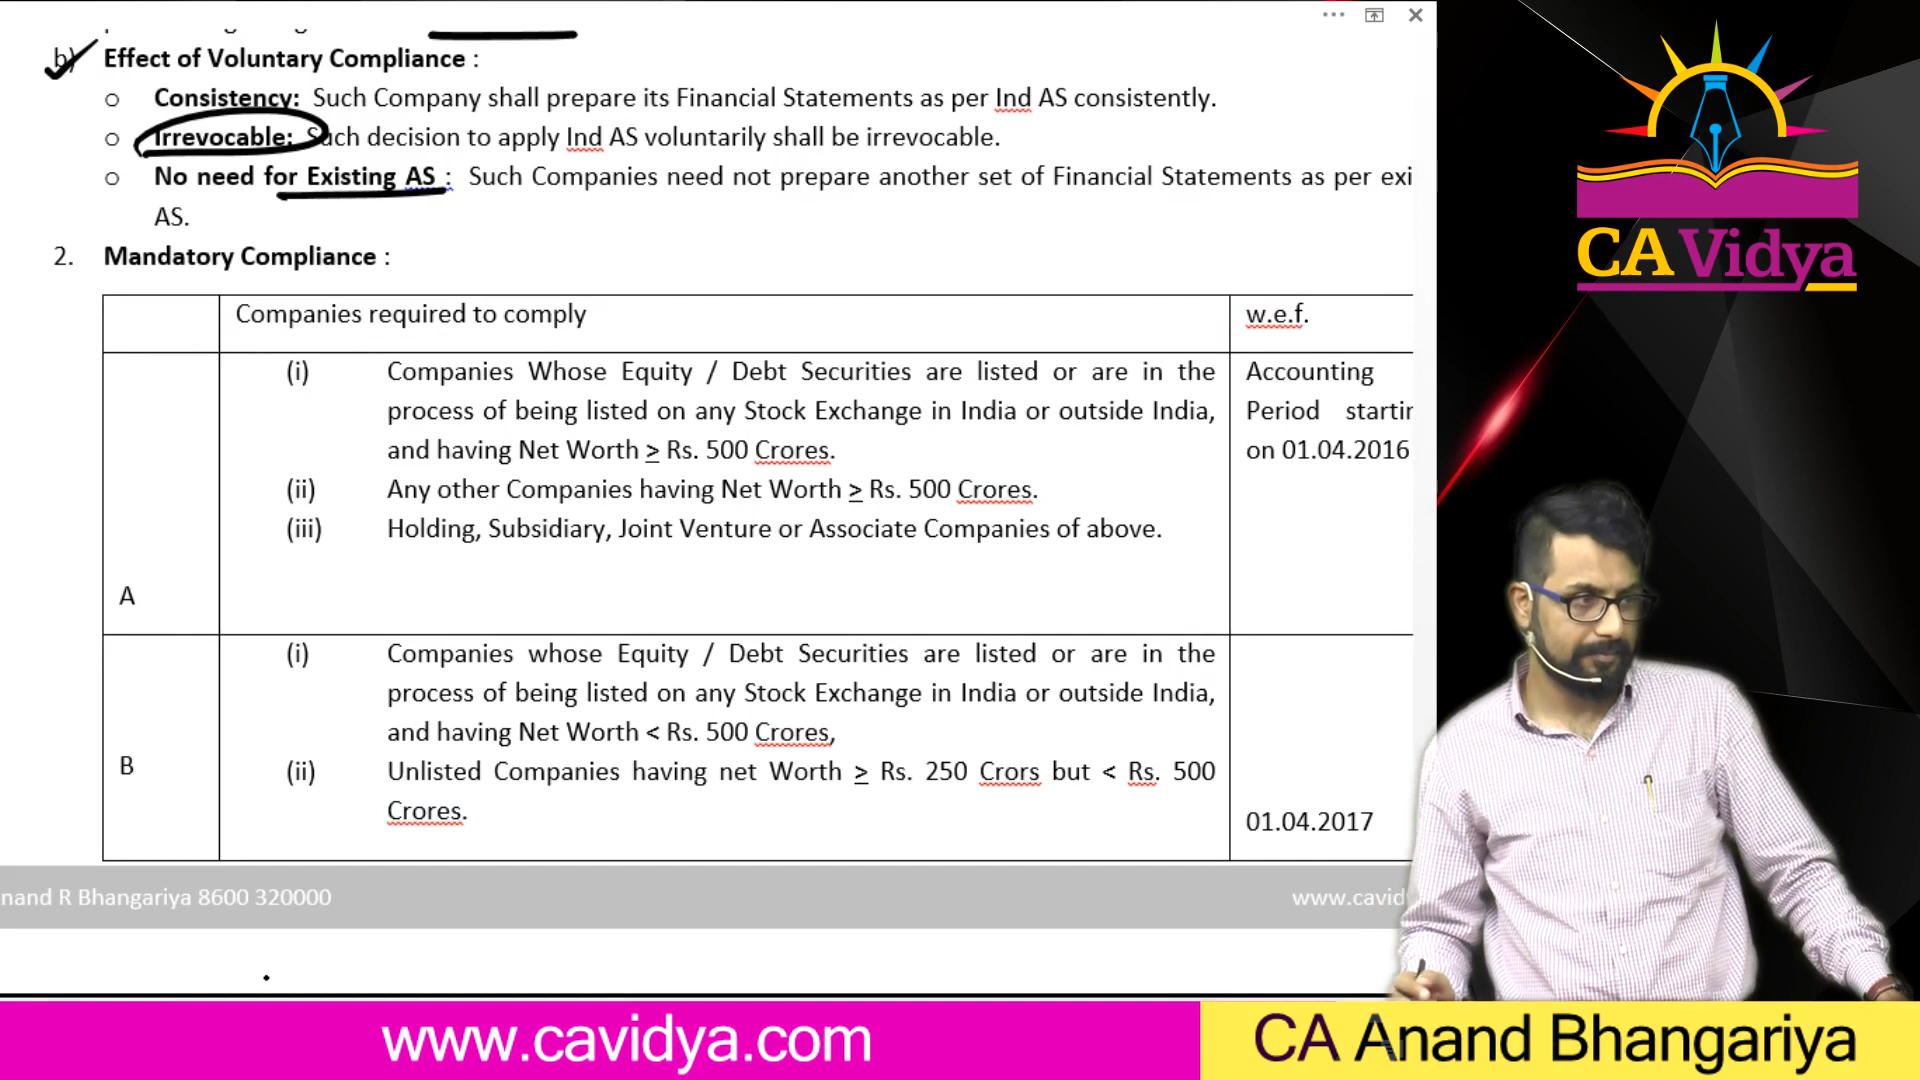 b) Effect of Voluntary Compliance :
o Consistency: Such Company shall prepare its Financial Statements as per Ind AS consistently.
o Irrevocable: Such decision to apply Ind AS voluntarily shall be irrevocable.
o No need for Existing AS : Such Companies need not prepare another set of Financial Statements as per exi
AS.
2. Mandatory Compliance :
Companies required to comply
w.e.f.
A
(i) Companies Whose Equity / Debt Securities are listed or are in the
process of being listed on any Stock Exchange in India or outside India,
and having Net Worth ≥ Rs. 500 Crores.
(ii) Any other Companies having Net Worth ≥ Rs. 500 Crores.
(iii) Holding, Subsidiary, Joint Venture or Associate Companies of above.
Accounting
Period startin
on 01.04.2016
B
(i) Companies whose Equity / Debt Securities are listed or are in the
process of being listed on any Stock Exchange in India or outside India,
and having Net Worth < Rs. 500 Crores,
(ii) Unlisted Companies having net Worth ≥ Rs. 250 Crors but < Rs. 500
Crores.
01.04.2017
nand R Bhangariya 8600 320000
www.cavid
CA Vidya
www.cavidya.com
CA Anand Bhangariya